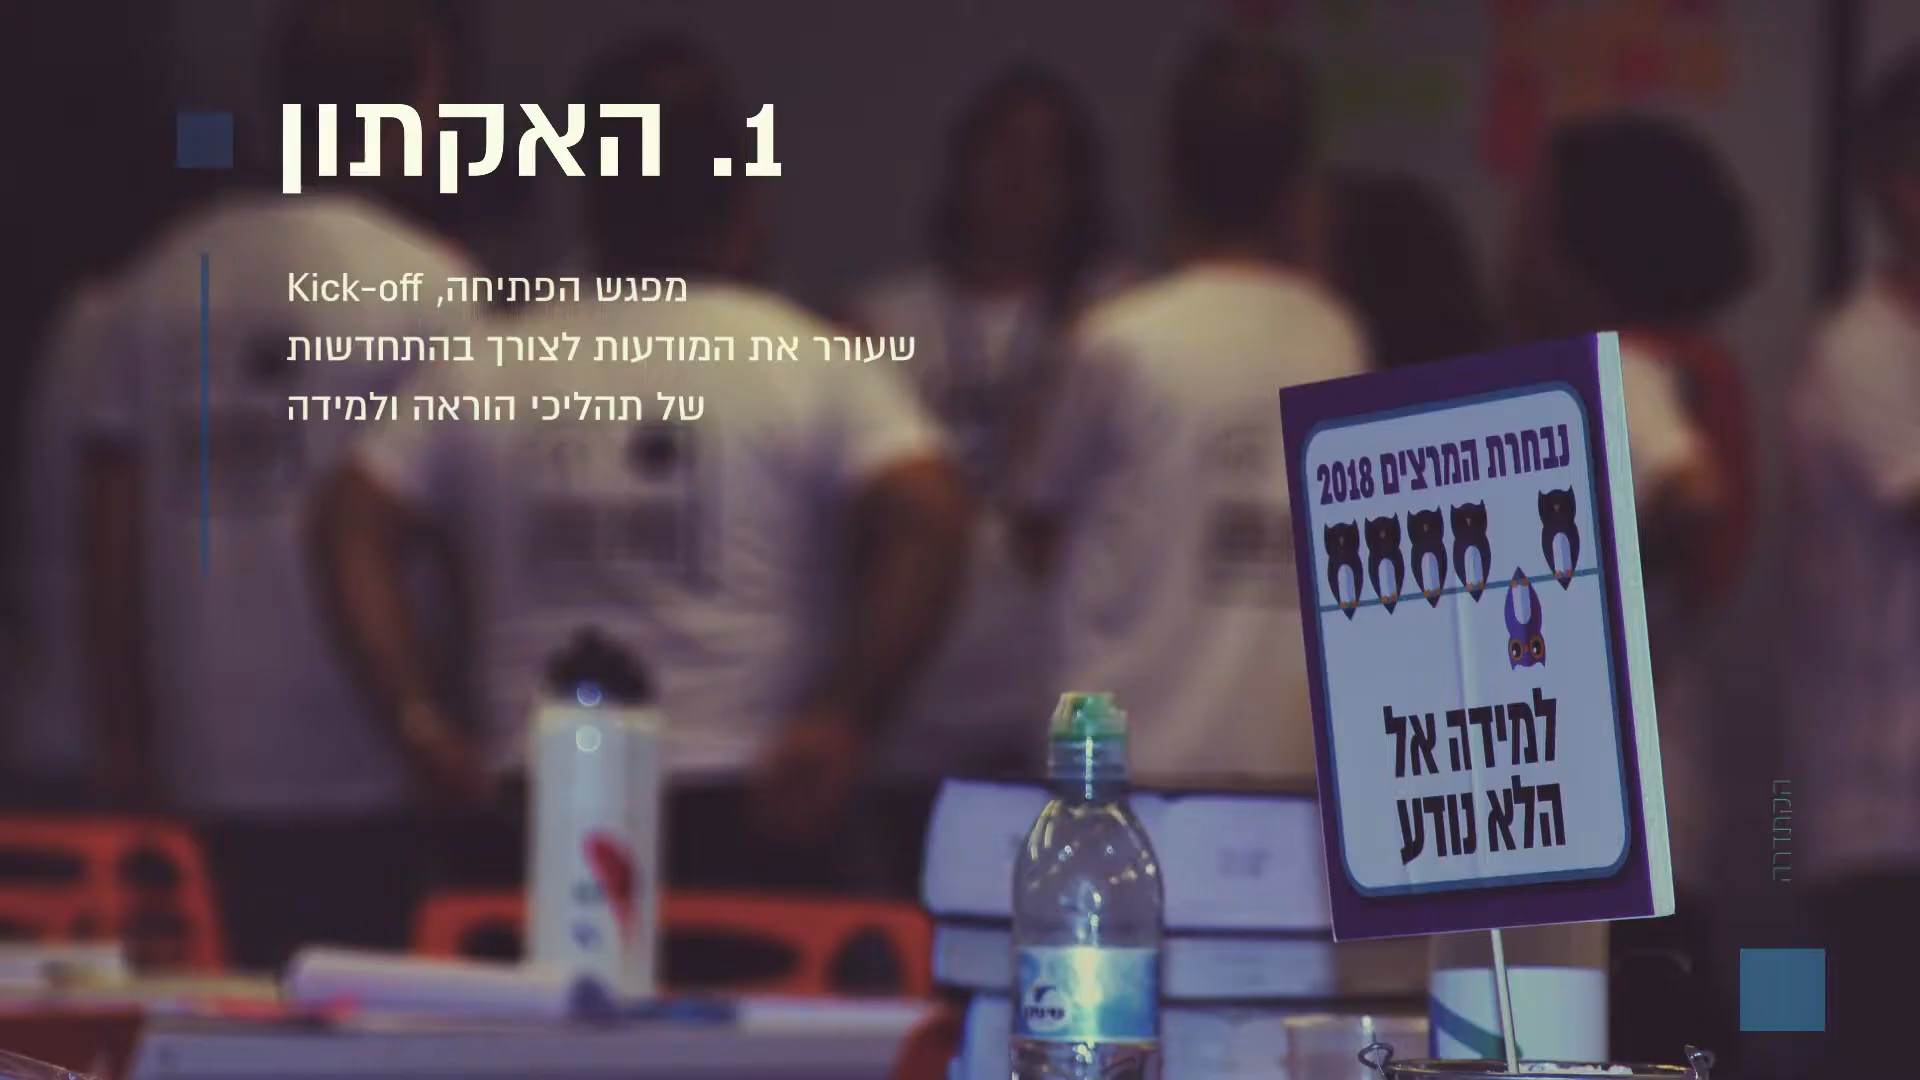 1. האקתון
מפגש הפתיחה, Kick-off
שעורר את המודעות לצורך בהתחדשות
של תהליכי הוראה ולמידה
נבחרת המרצים 2018
למידה אל
הלא נודע
הקתדרה